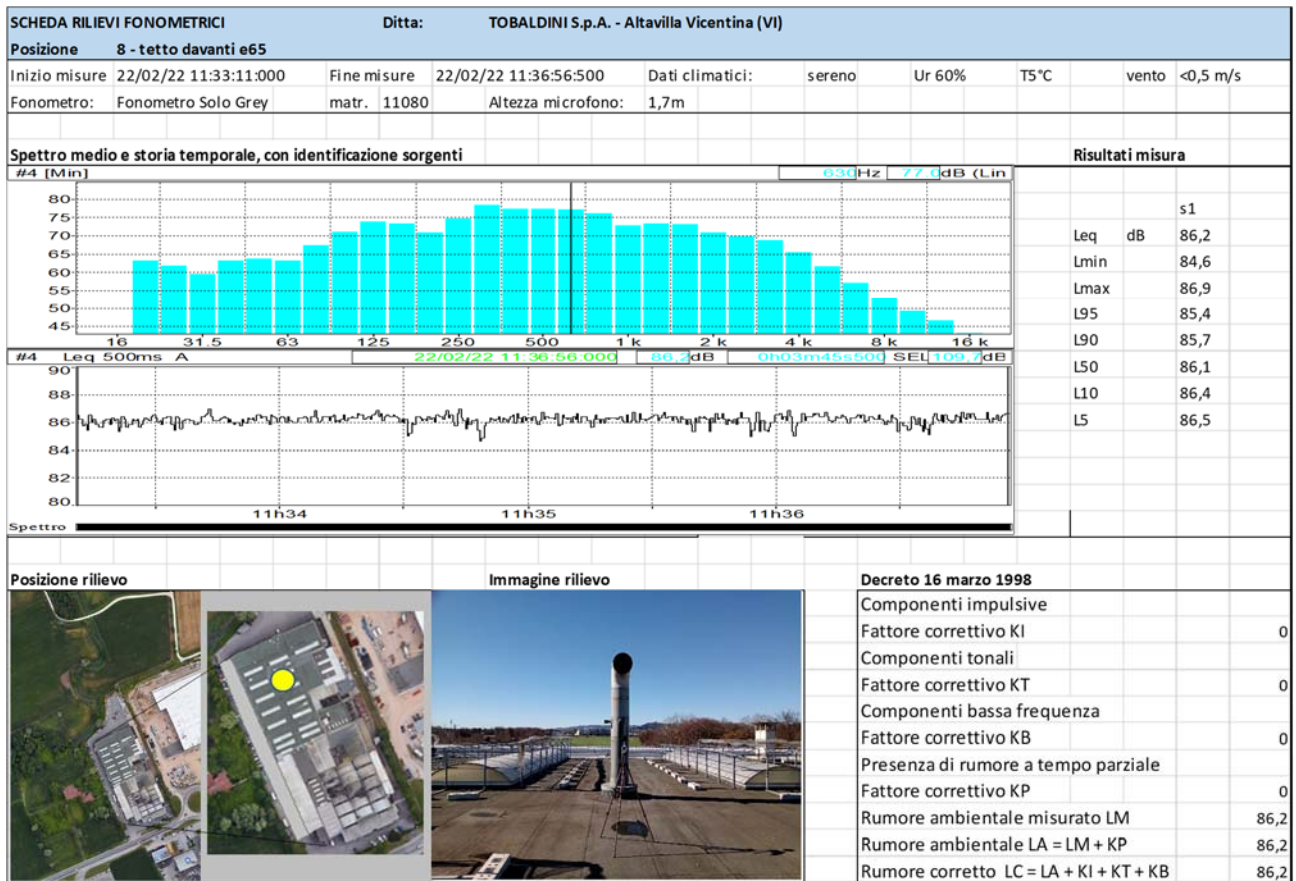 SCHEDA RILIEVI FONOMETRICI Ditta: TOBALDINI S.p.A. - Altavilla Vicentina (VI)
Posizione 8 - tetto davanti e65
Inizio misure 22/02/22 11:33:11:000 Fine misure 22/02/22 11:36:56:500 Dati climatici: sereno Ur 60% T5°C vento <0,5 m/s
Fonometro: Fonometro Solo Grey matr. 11080 Altezza microfono: 1,7m
Spettro medio e storia temporale, con identificazione sorgenti Risultati misura
#4 [Min] 630Hz 77.0dB (Lin
80
75
70
65
60
55
50
45
16 31.5 63 125 250 500 1 k 2 k 4 k 8 k 16 k
#4 Leq 500ms A 22/02/22 11:36:56:000 86,2dB 0h03m45s500 SEL 109,7dB
90
88
86
84
82
80
11h34 11h35 11h36
Spettro
s1
Leq dB 86,2
Lmin 84,6
Lmax 86,9
L95 85,4
L90 85,7
L50 86,1
L10 86,4
L5 86,5
Posizione rilievo Immagine rilievo Decreto 16 marzo 1998
Componenti impulsive
Fattore correttivo KI 0
Componenti tonali
Fattore correttivo KT 0
Componenti bassa frequenza
Fattore correttivo KB 0
Presenza di rumore a tempo parziale
Fattore correttivo KP 0
Rumore ambientale misurato LM 86,2
Rumore ambientale LA = LM + KP 86,2
Rumore corretto LC = LA + KI + KT + KB 86,2